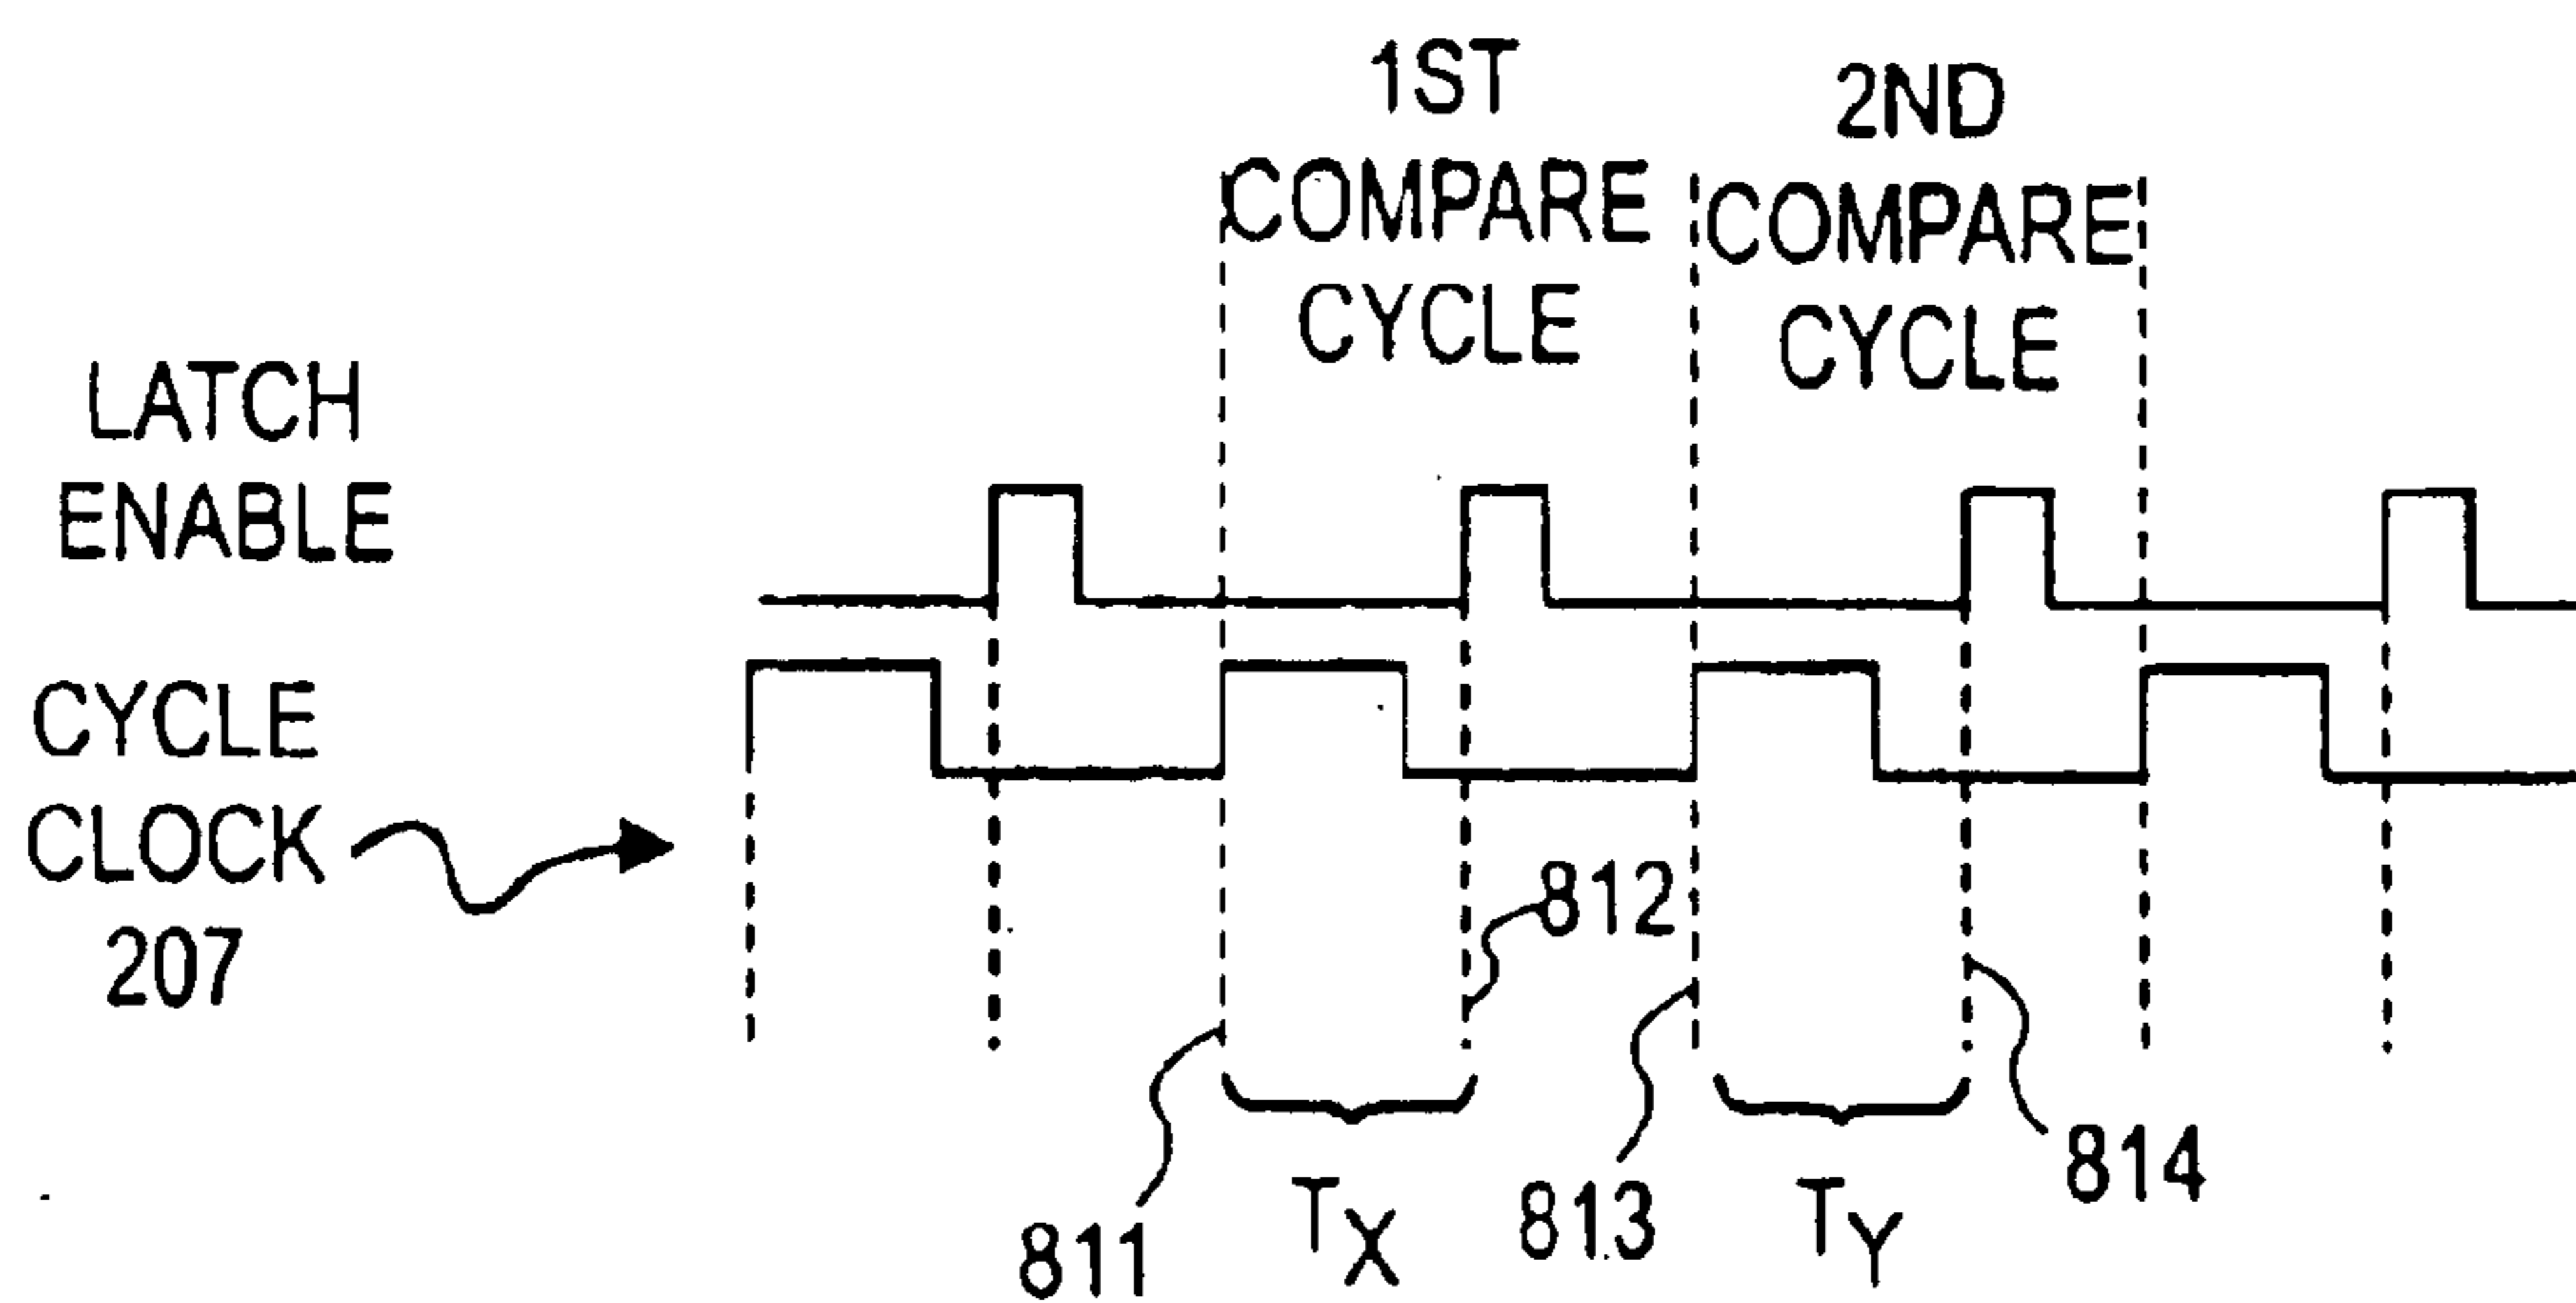 1ST
COMPARE
CYCLE
2ND
COMPARE
CYCLE
LATCH
ENABLE
CYCLE
CLOCK
207
812
811
TX
813
TY
814